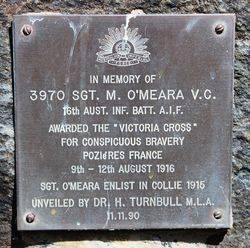 IN MEMORY OF
3970 SGT. M. O'MEARA V.C.
16th AUST. INF. BATT. A.I.F.
AWARDED THE "VICTORIA CROSS"
FOR CONSPICUOUS BRAVERY
POZIERES FRANCE
9th - 12th AUGUST 1916
SGT. O'MEARA ENLIST IN COLLIE 1915
UNVEILED BY DR. H. TURNBULL M.L.A.
11.11.90